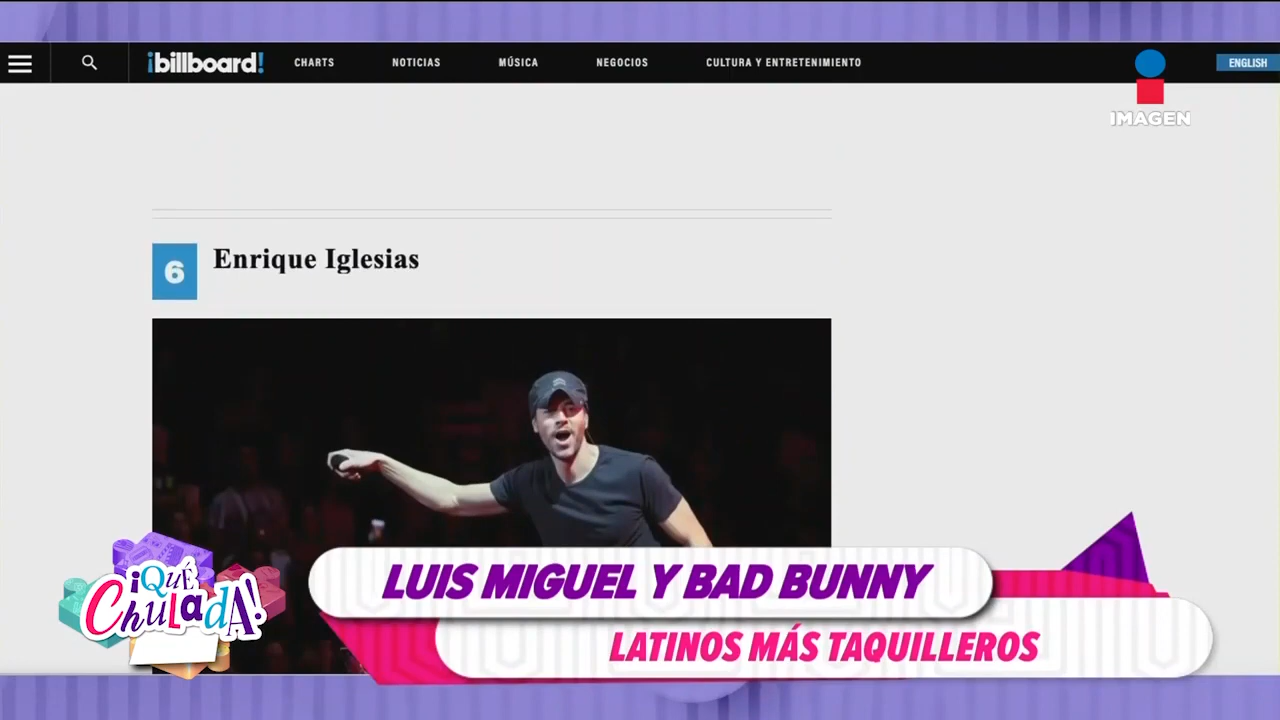 ¡billboard!
CHARTS
NOTICIAS
MÚSICA
NEGOCIOS
CULTURA Y ENTRETENIMIENTO
ENGLISH
IMAGEN
6
Enrique Iglesias
¡QUÉ
ChULadA!
LUIS MIGUEL Y BAD BUNNY
LATINOS MÁS TAQUILLEROS